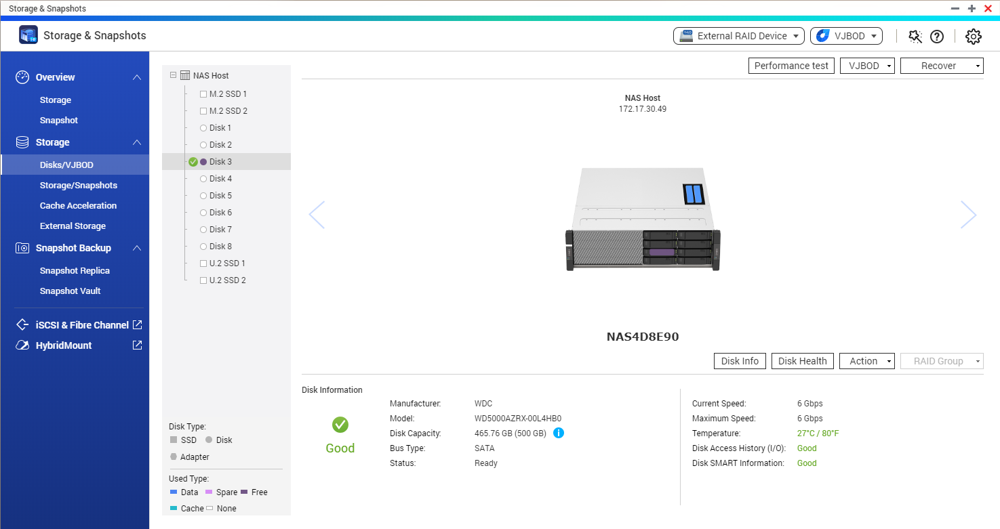 Storage & Snapshots
Storage & Snapshots
External RAID Device
VJBOD
Overview
Storage
Snapshot
Storage
Disks/VJBOD
Storage/Snapshots
Cache Acceleration
External Storage
Snapshot Backup
Snapshot Replica
Snapshot Vault
iSCSI & Fibre Channel
HybridMount
NAS Host
M.2 SSD 1
M.2 SSD 2
Disk 1
Disk 2
Disk 3
Disk 4
Disk 5
Disk 6
Disk 7
Disk 8
U.2 SSD 1
U.2 SSD 2
Disk Type:
SSD Disk
Adapter
Used Type:
Data Spare Free
Cache None
Performance test VJBOD Recover
NAS Host
172.17.30.49
NAS4D8E90
Disk Info Disk Health Action RAID Group
Disk Information
Good
Manufacturer: WDC
Model: WD5000AZRX-00L4HB0
Disk Capacity: 465.76 GB (500 GB)
Bus Type: SATA
Status: Ready
Current Speed: 6 Gbps
Maximum Speed: 6 Gbps
Temperature: 27°C / 80°F
Disk Access History (I/O): Good
Disk SMART Information: Good